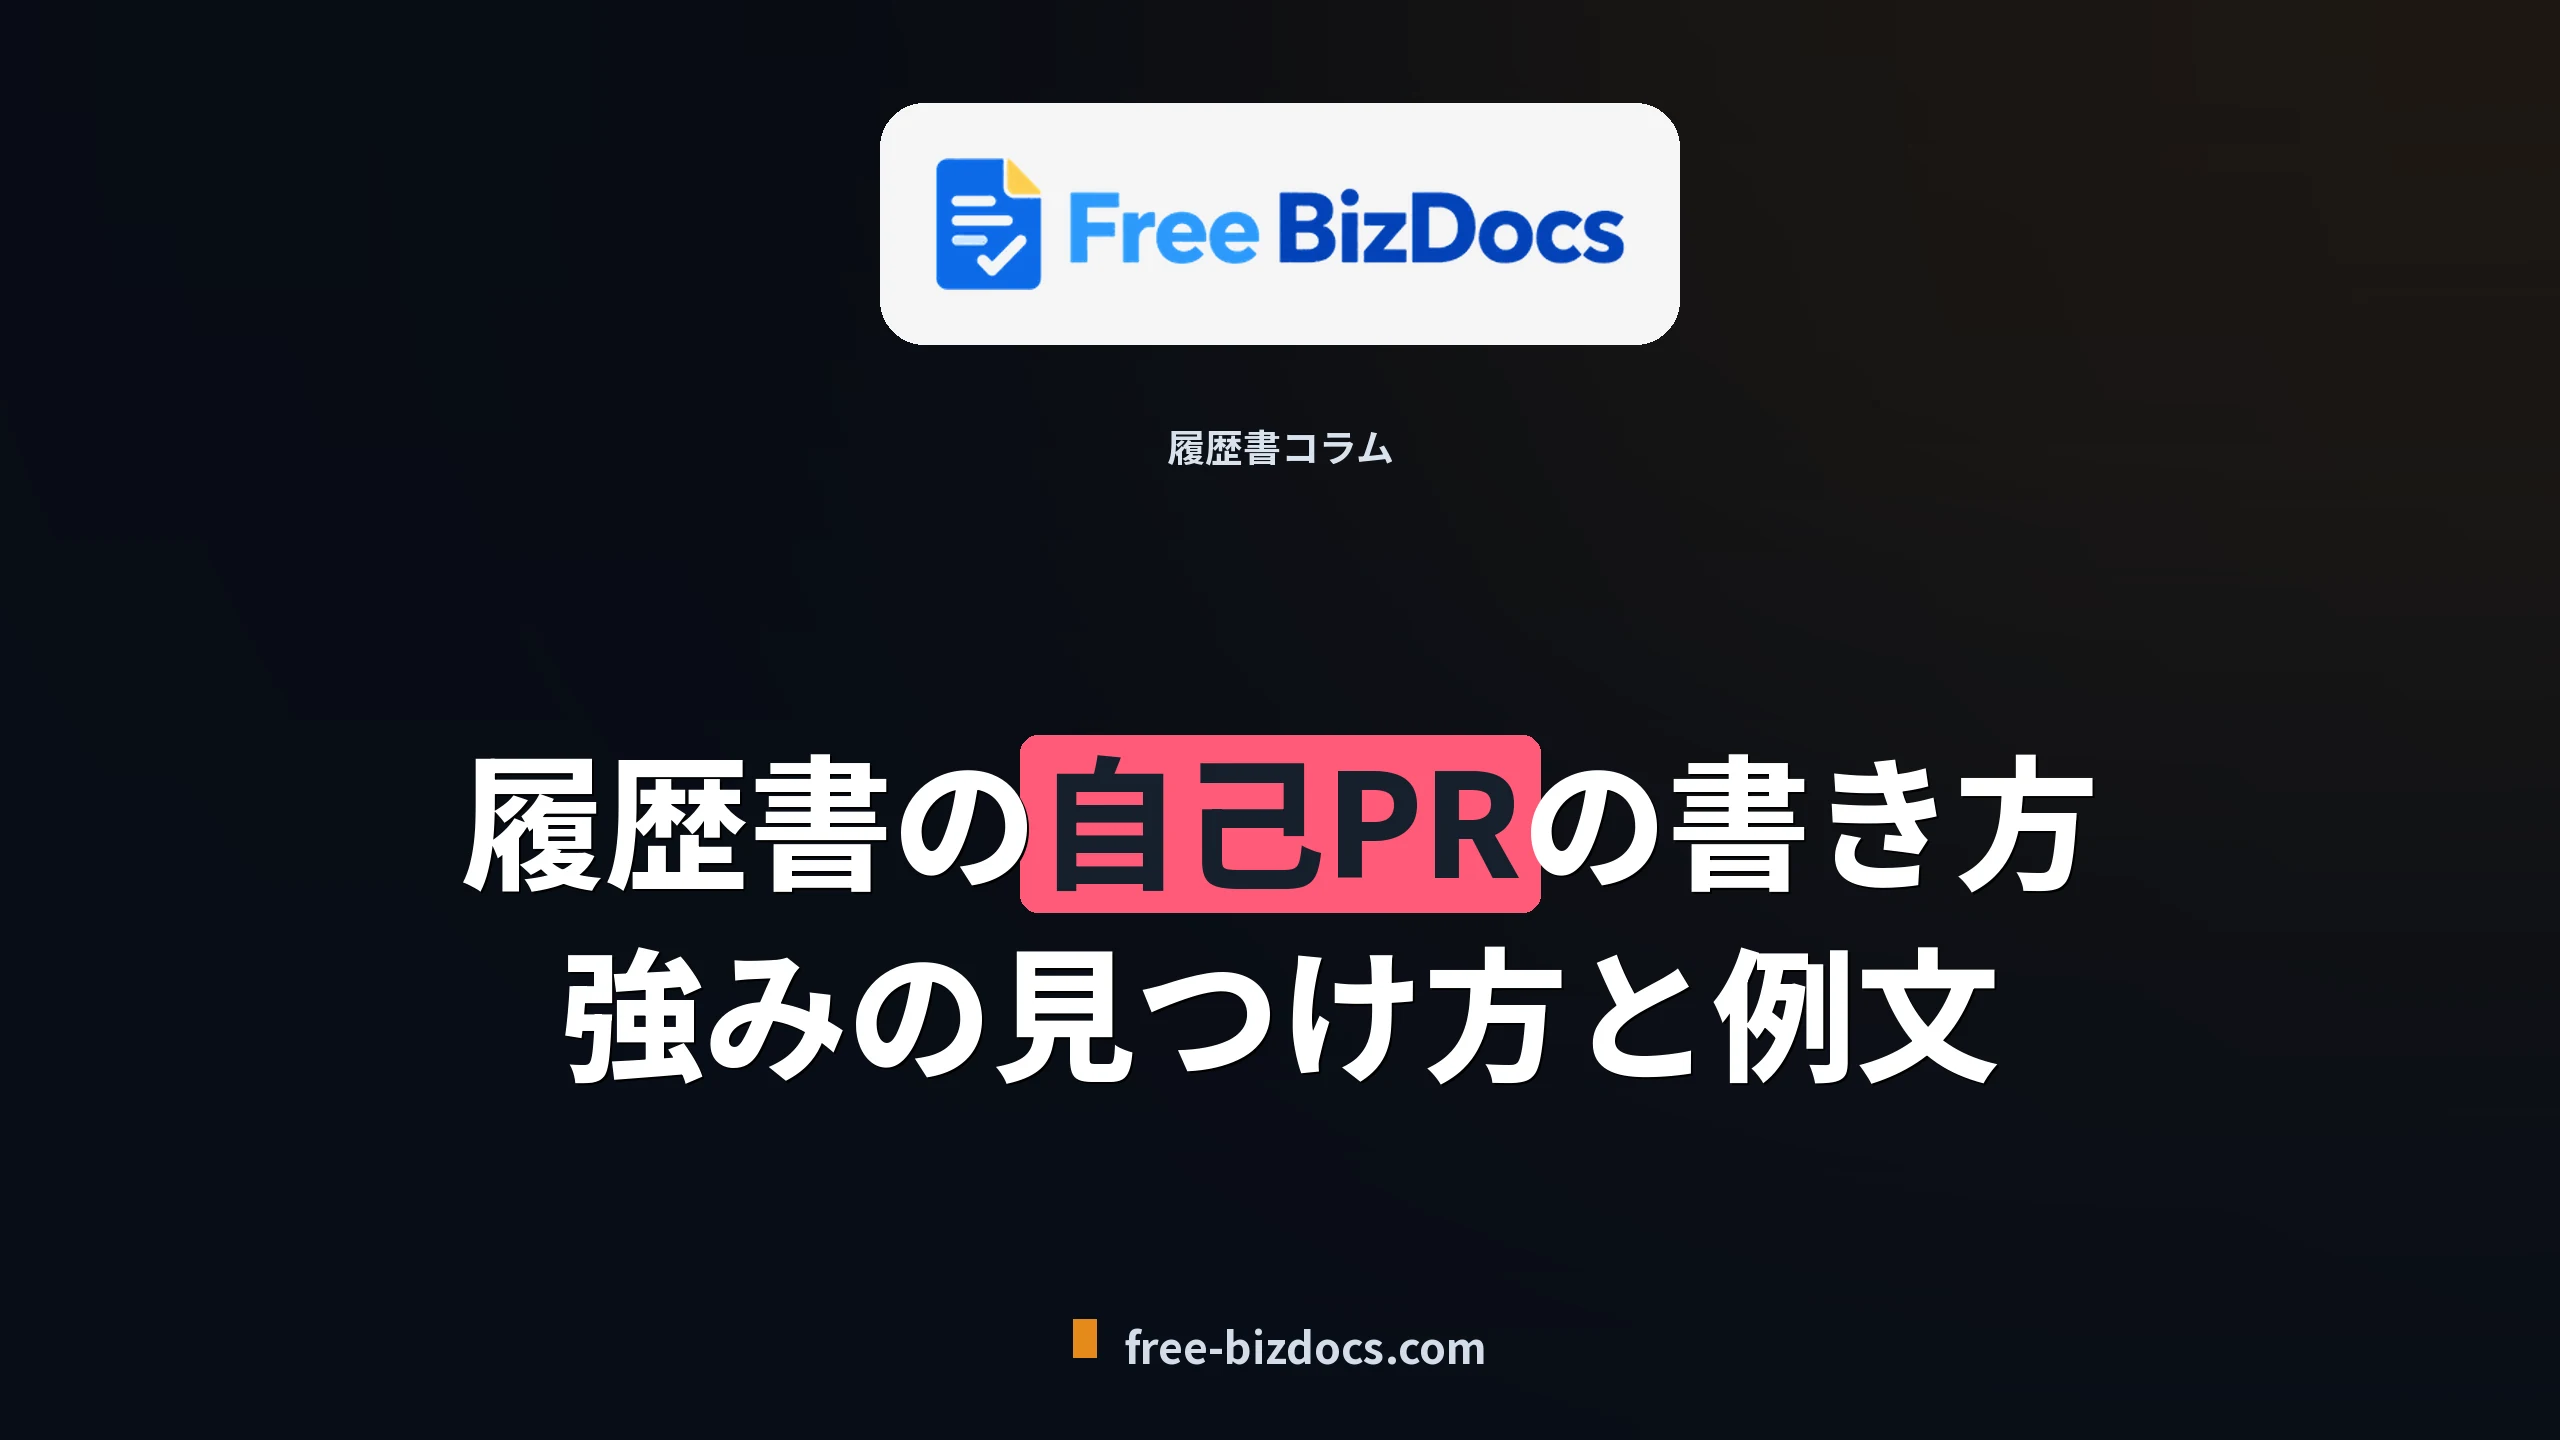 Free BizDocs
履歴書コラム
履歴書の自己PRの書き方
強みの見つけ方と例文
free-bizdocs.com